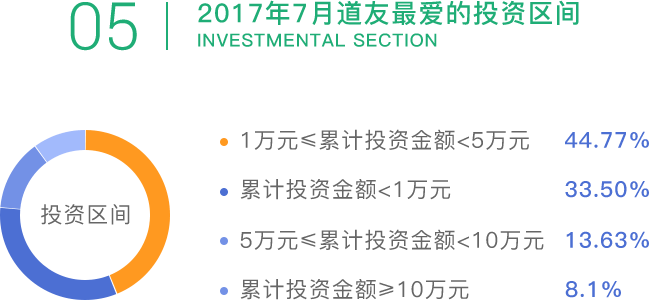 05
2017年7月道友最爱的投资区间
INVESTMENTAL SECTION
投资区间
1万元≤累计投资金额<5万元 44.77%
累计投资金额<1万元 33.50%
5万元≤累计投资金额<10万元 13.63%
累计投资金额≥10万元 8.1%